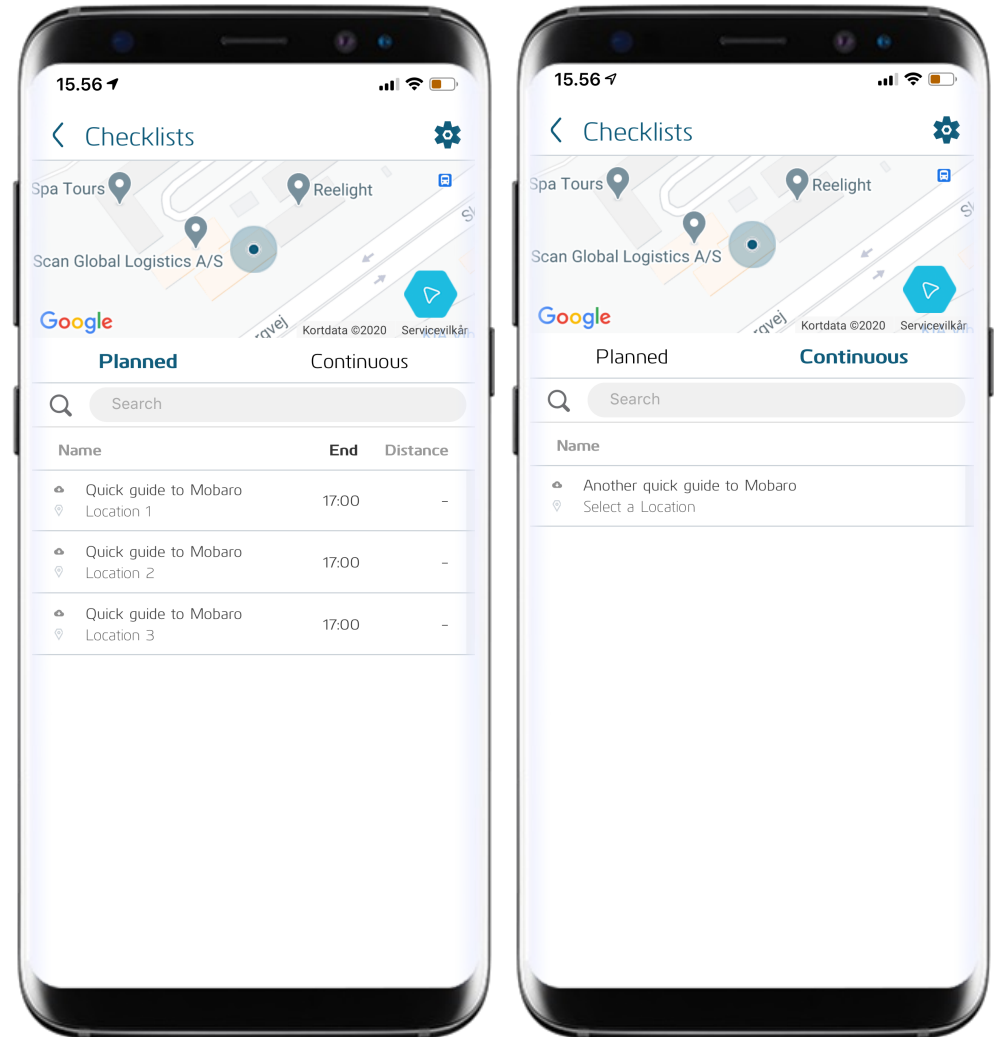 15.56
Checklists
Spa Tours
Reelight
Scan Global Logistics A/S
Google
Kortdata ©2020 Servicevilkår
Planned Continuous
Search
Name End Distance
Quick guide to Mobaro
Location 1
17:00 –
Quick guide to Mobaro
Location 2
17:00 –
Quick guide to Mobaro
Location 3
17:00 –
15.56
Checklists
Spa Tours
Reelight
Scan Global Logistics A/S
Google
Kortdata ©2020 Servicevilkår
Planned Continuous
Search
Name
Another quick guide to Mobaro
Select a Location